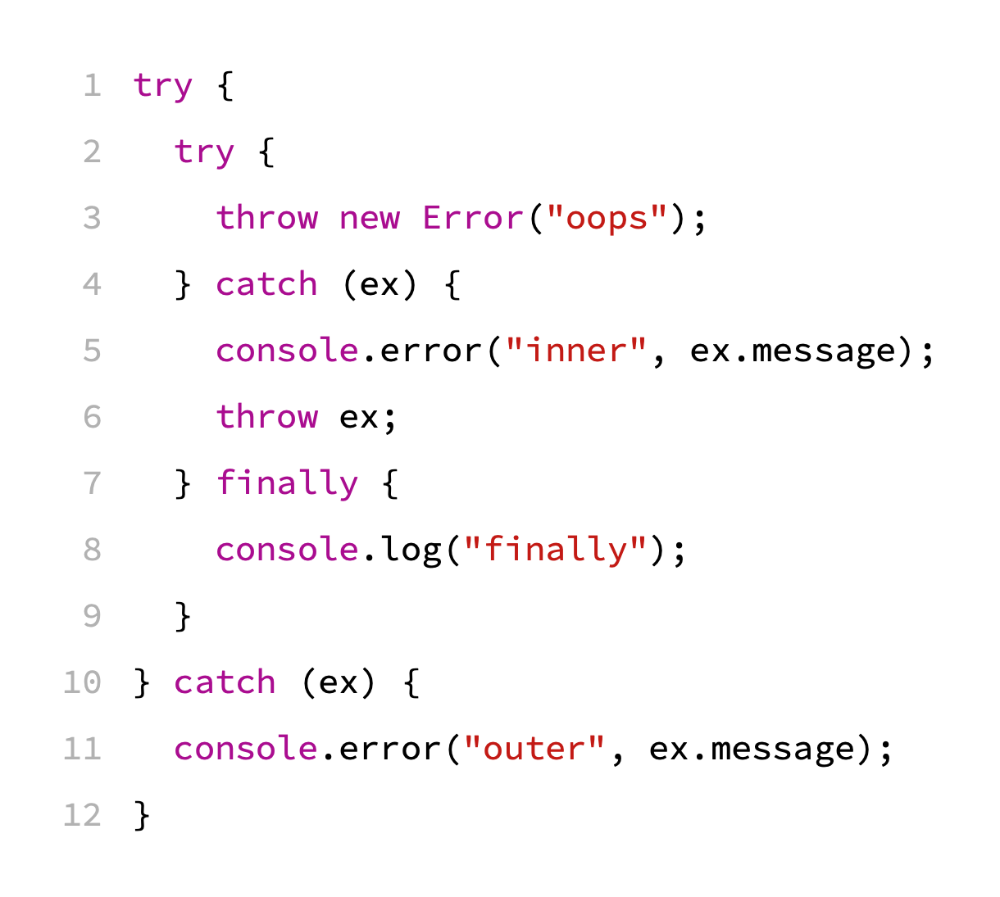 1 try {
2   try {
3     throw new Error("oops");
4   } catch (ex) {
5     console.error("inner", ex.message);
6     throw ex;
7   } finally {
8     console.log("finally");
9   }
10 } catch (ex) {
11   console.error("outer", ex.message);
12 }